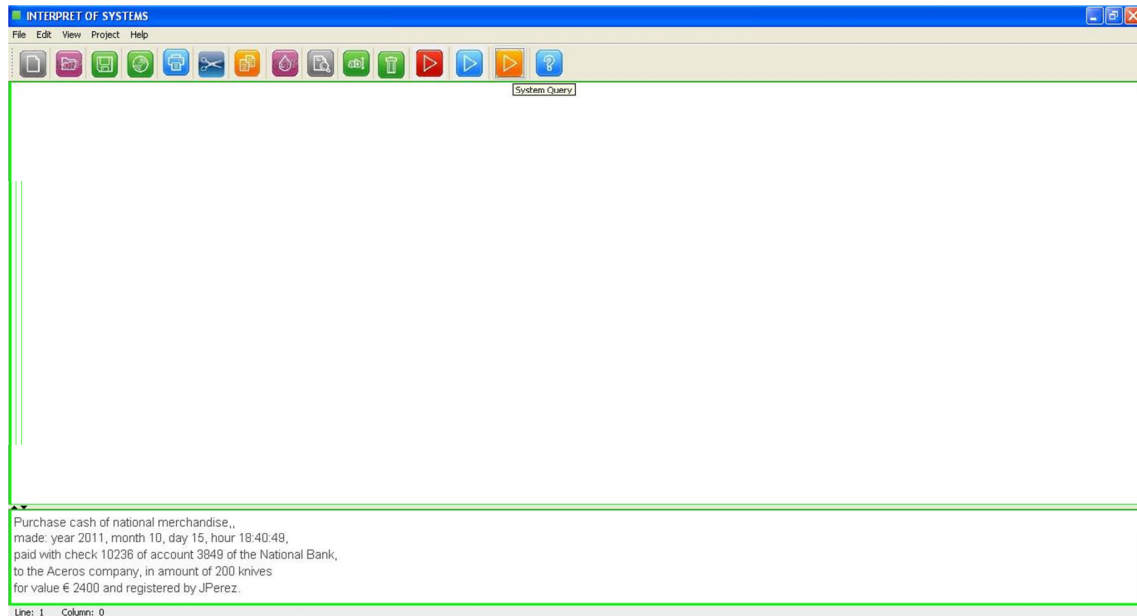 INTERPRET OF SYSTEMS
File Edit View Project Help
ab
System Query
Purchase cash of national merchandise,,
made: year 2011, month 10, day 15, hour 18:40:49,
paid with check 10236 of account 3849 of the National Bank,
to the Aceros company, in amount of 200 knives
for value € 2400 and registered by JPerez.
Line: 1 Column: 0